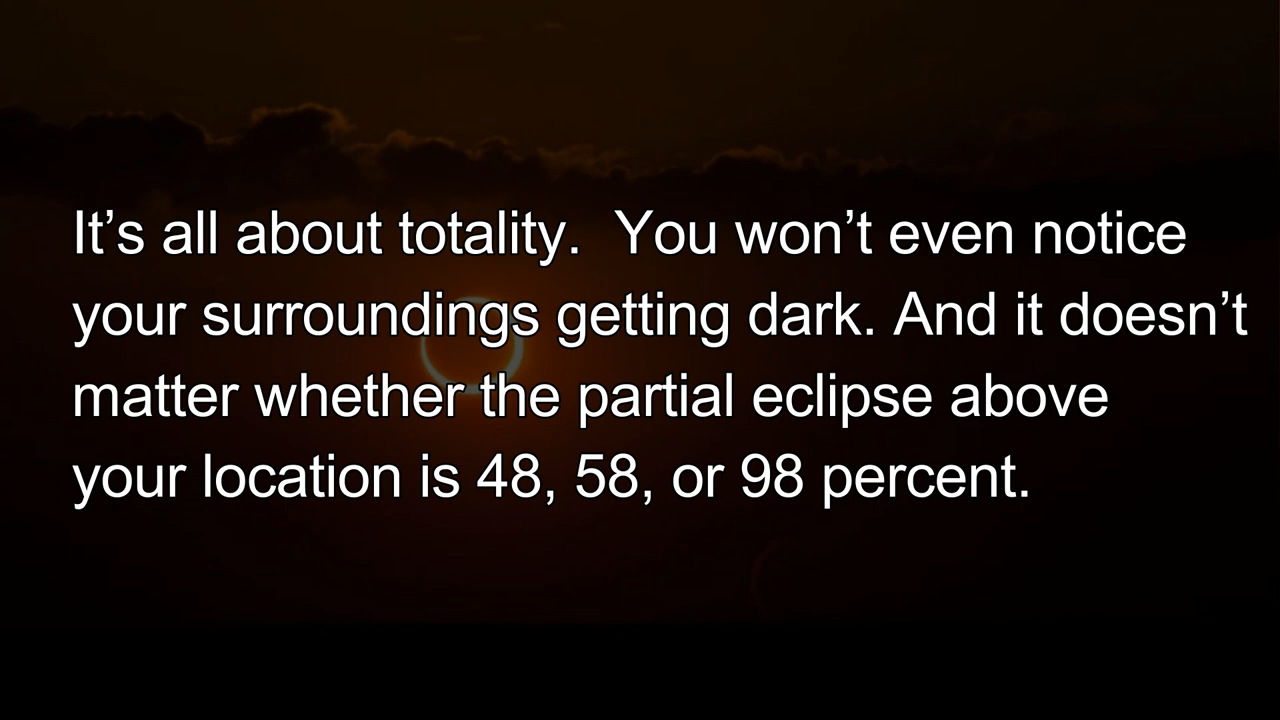 It’s all about totality.  You won’t even notice
your surroundings getting dark. And it doesn’t
matter whether the partial eclipse above
your location is 48, 58, or 98 percent.